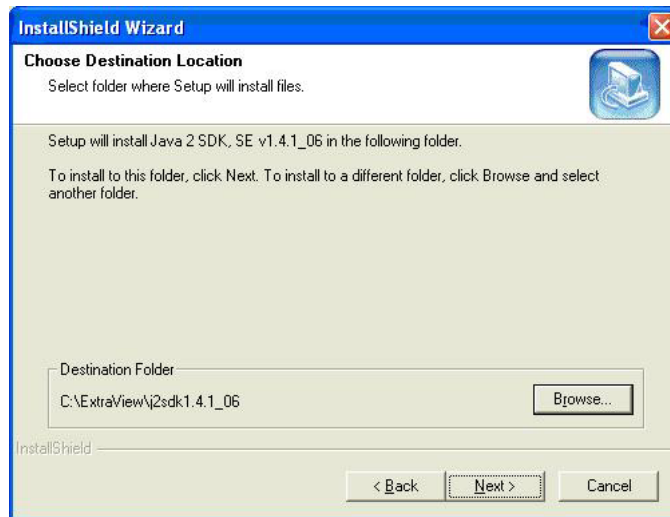 InstallShield Wizard
Choose Destination Location
Select folder where Setup will install files.
Setup will install Java 2 SDK, SE v1.4.1_06 in the following folder.
To install to this folder, click Next. To install to a different folder, click Browse and select
another folder.
Destination Folder
C:\ExtraView\j2sdk1.4.1_06
Browse...
InstallShield
< Back
Next >
Cancel